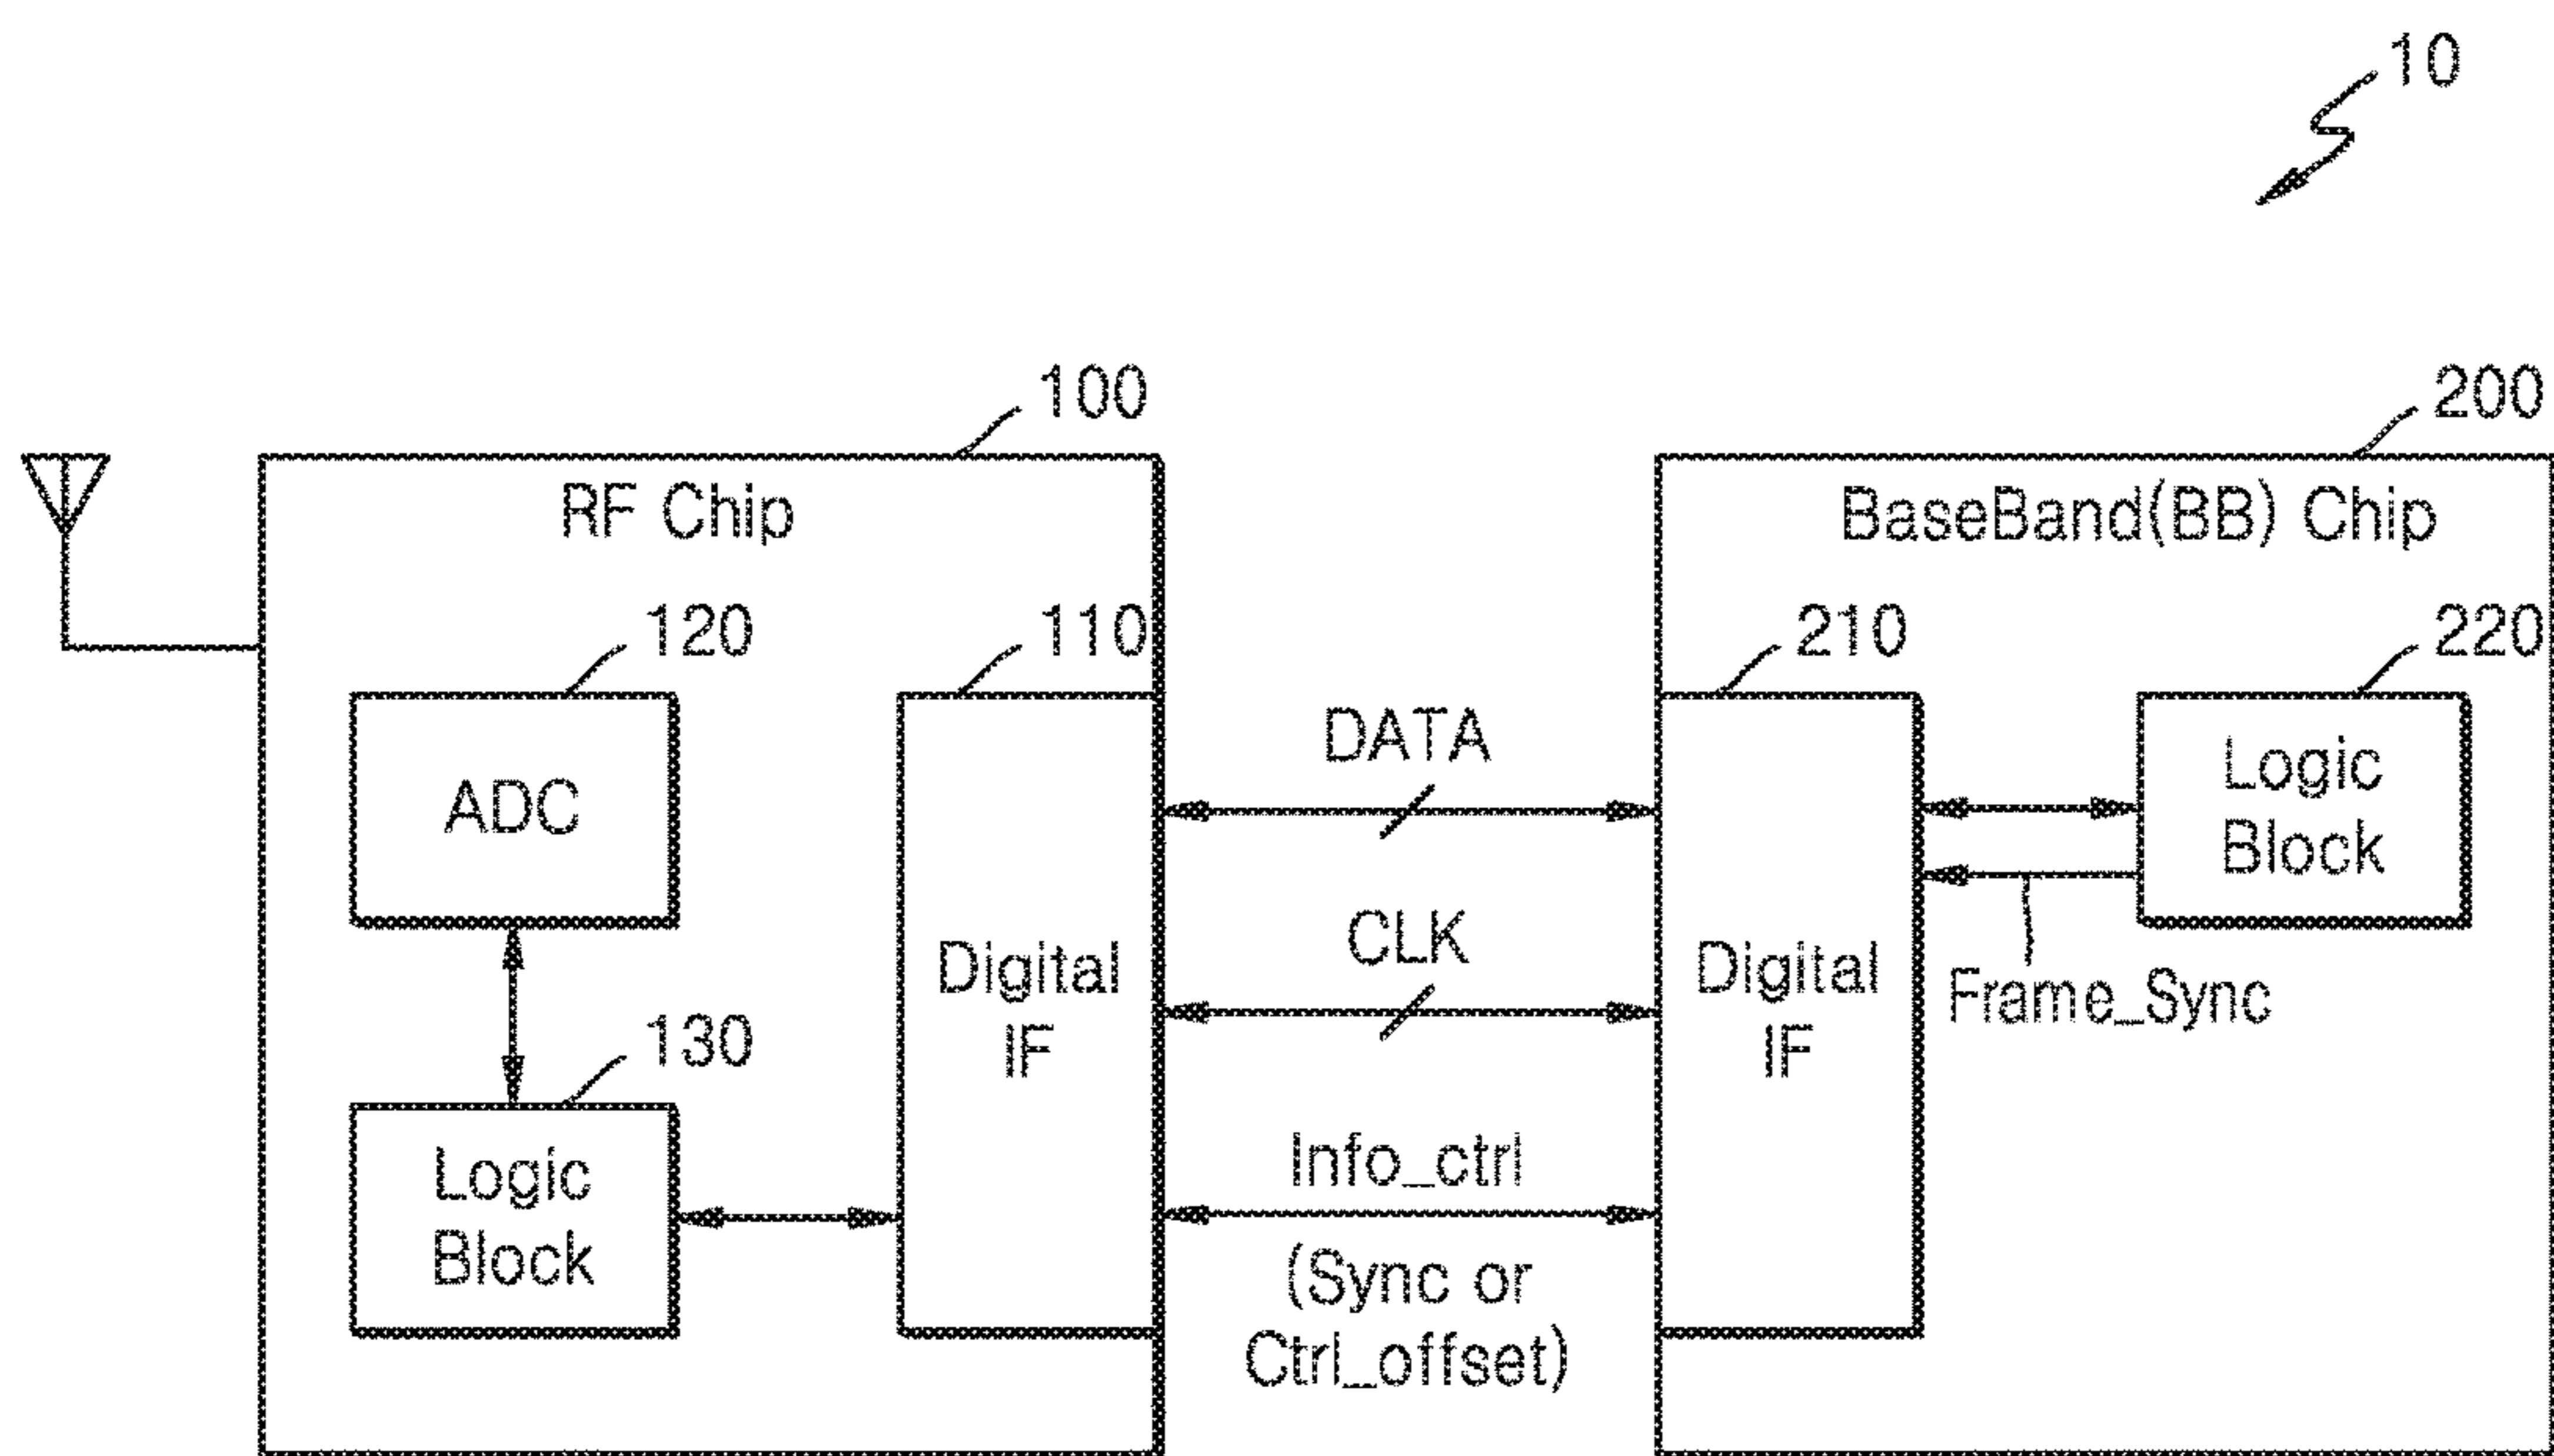 10
100
200
RF Chip
BaseBand(BB) Chip
120
110
210
220
ADC
Digital
IF
DATA
CLK
Info_ctrl
(Sync or
Ctrl_offset)
Digital
IF
Logic
Block
Frame_Sync
130
Logic
Block